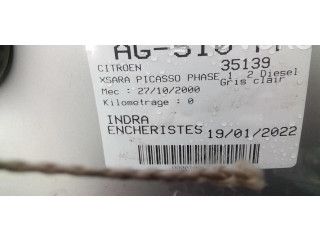 AG-510
CITROEN 35139
XSARA PICASSO PHASE 1 2 Diesel
Gris clair
Mec : 27/10/2000
Kilometrage : 0
INDRA
ENCHERISTES 19/01/2022